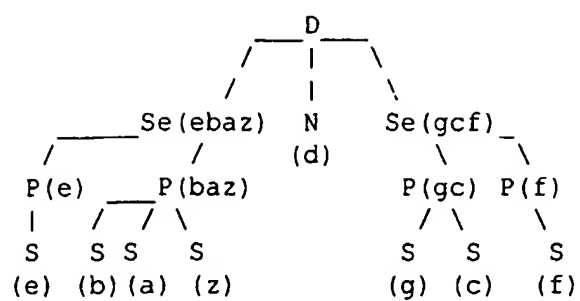 D
Se(ebaz) N Se(gcf)
(d)
P(e) P(baz) P(gc) P(f)
S S S S S S S
(e) (b) (a) (z) (g) (c) (f)